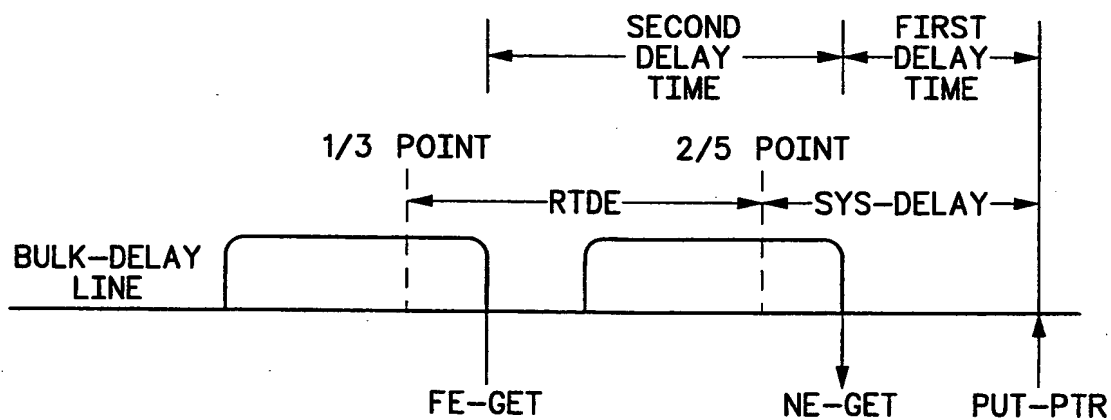 SECOND
DELAY
TIME
FIRST
DELAY
TIME
1/3 POINT
2/5 POINT
RTDE
SYS-DELAY
BULK-DELAY
LINE
FE-GET
NE-GET
PUT-PTR